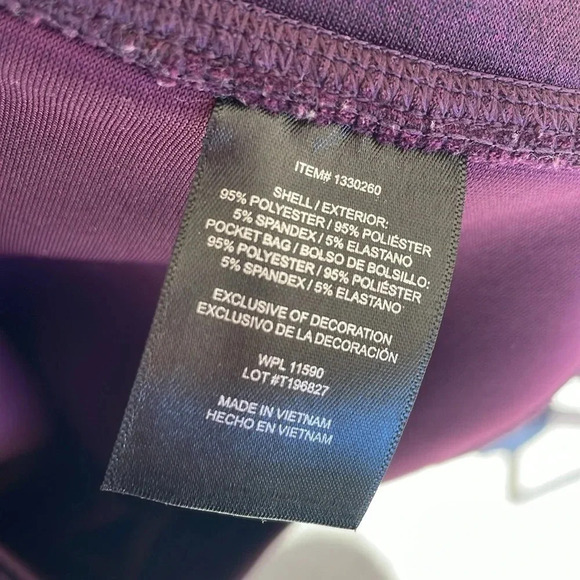 ITEM# 1330260
SHELL / EXTERIOR:
95% POLYESTER / 95% POLIÉSTER
5% SPANDEX / 5% ELASTANO
POCKET BAG / BOLSO DE BOLSILLO:
95% POLYESTER / 95% POLIÉSTER
5% SPANDEX / 5% ELASTANO
EXCLUSIVE OF DECORATION
EXCLUSIVO DE LA DECORACIÓN
WPL 11590
LOT #T196827
MADE IN VIETNAM
HECHO EN VIETNAM